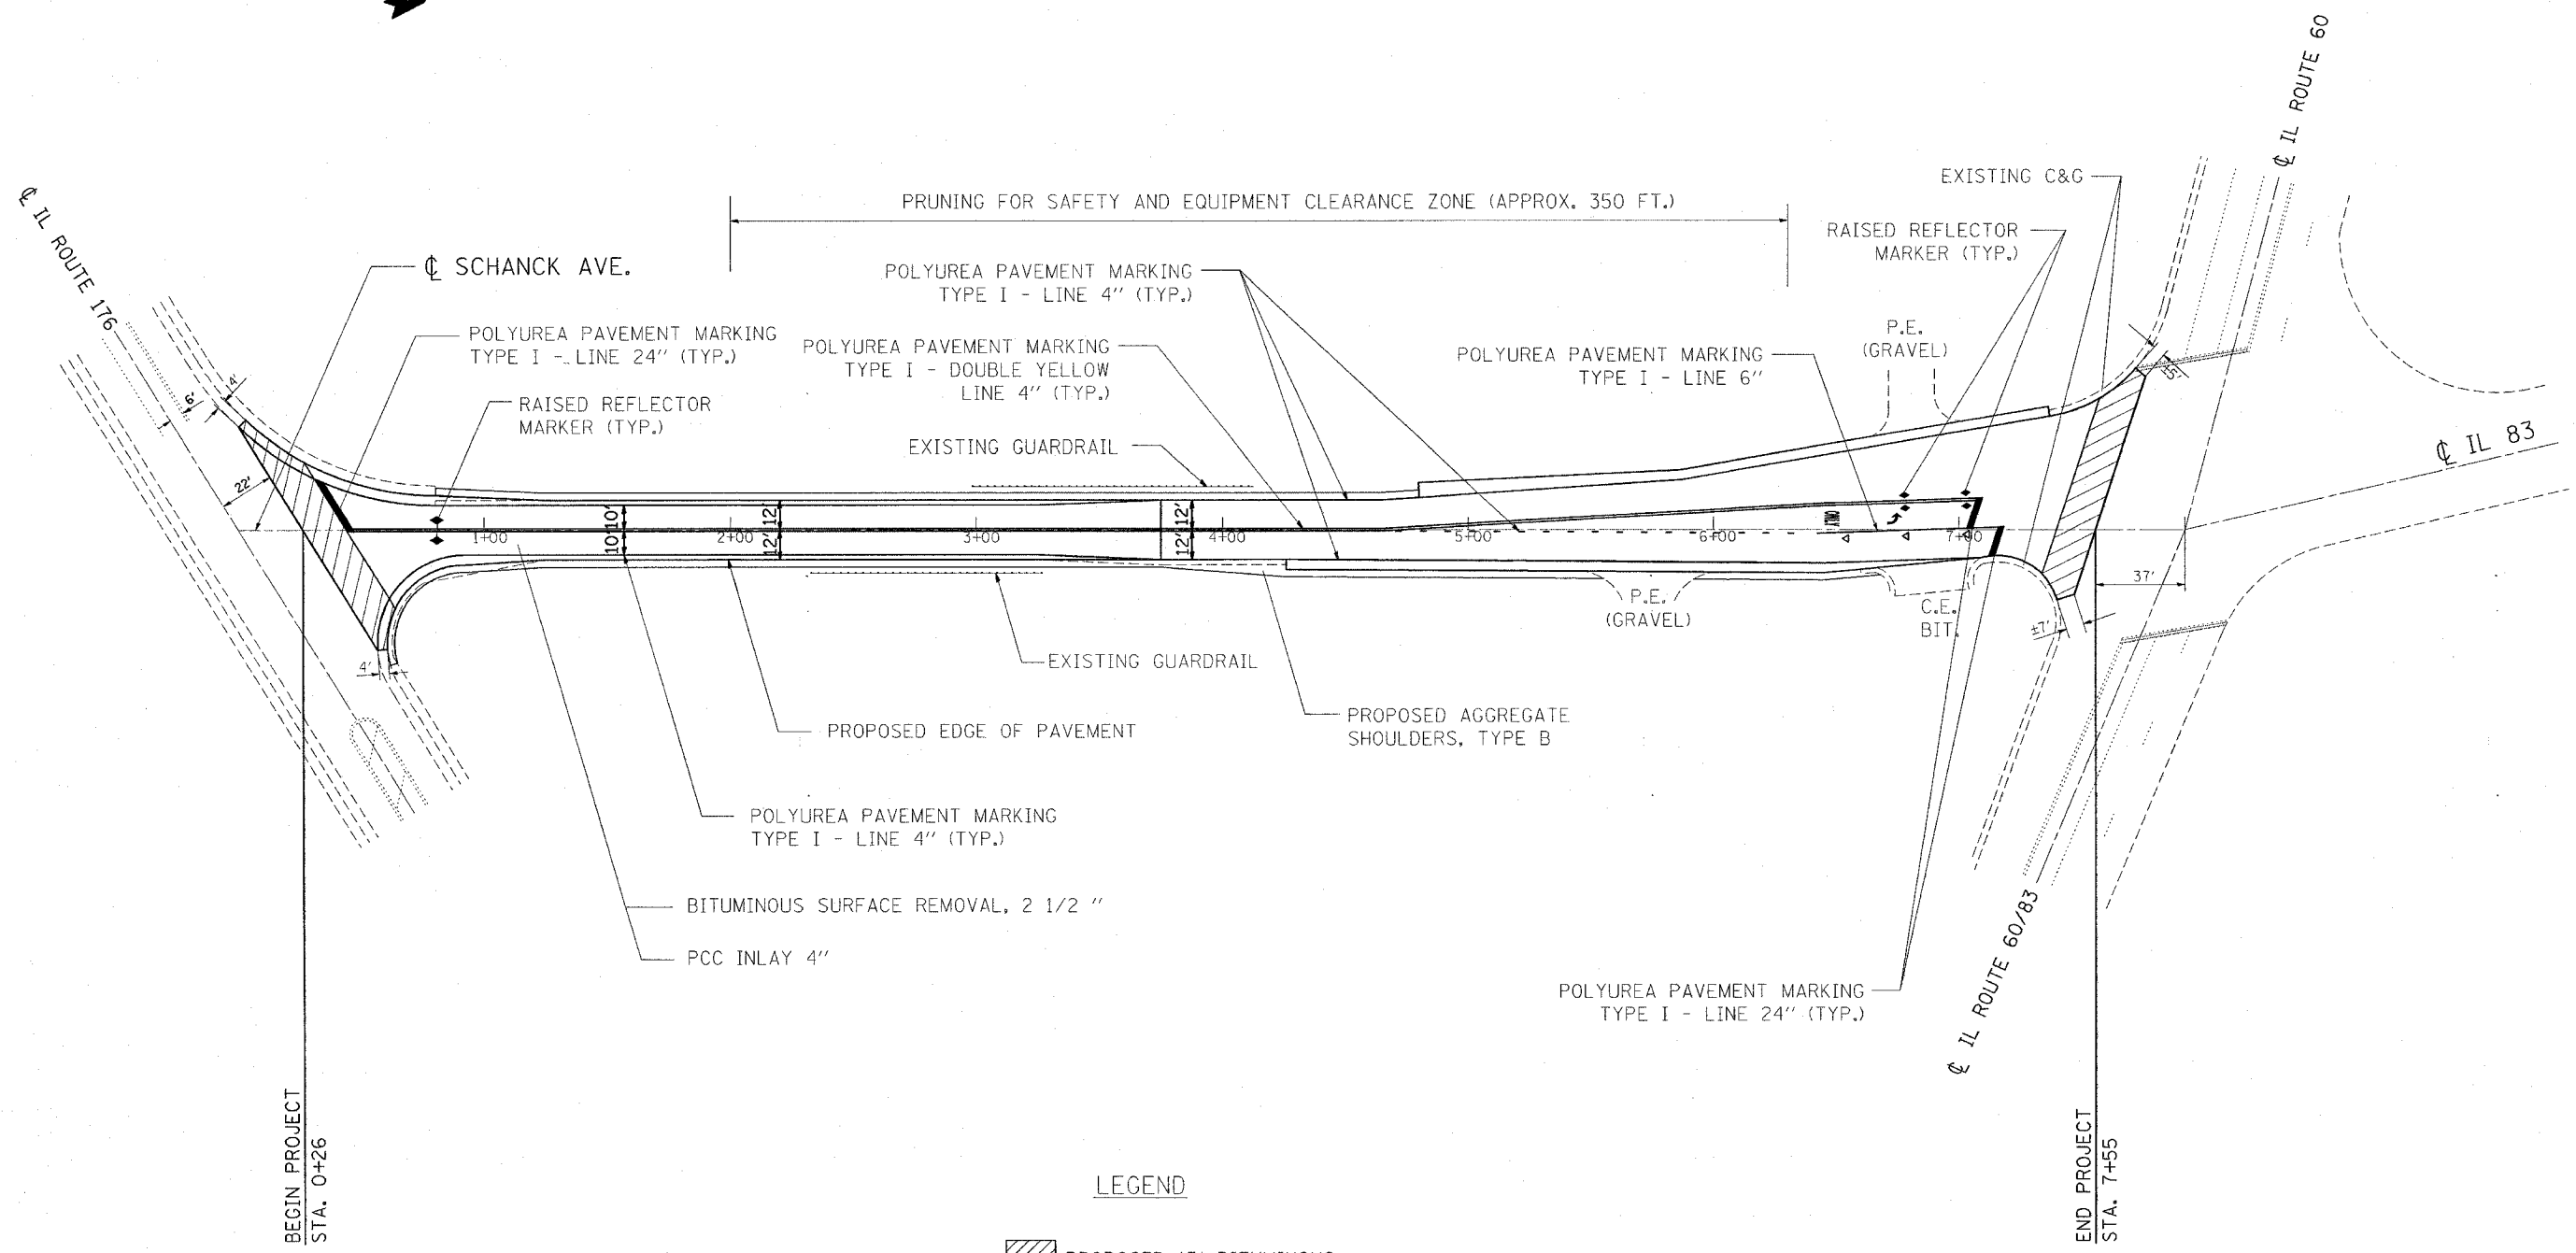 ℄ IL ROUTE 60
EXISTING C&G
PRUNING FOR SAFETY AND EQUIPMENT CLEARANCE ZONE (APPROX. 350 FT.)
RAISED REFLECTOR
MARKER (TYP.)
℄ IL ROUTE 176
℄ SCHANCK AVE.
POLYUREA PAVEMENT MARKING
TYPE I - LINE 4" (TYP.)
POLYUREA PAVEMENT MARKING
TYPE I - LINE 24" (TYP.)
POLYUREA PAVEMENT MARKING
TYPE I - DOUBLE YELLOW
LINE 4" (TYP.)
POLYUREA PAVEMENT MARKING
TYPE I - LINE 6"
P.E.
(GRAVEL)
RAISED REFLECTOR
MARKER (TYP.)
EXISTING GUARDRAIL
℄ IL 83
4'
6'
22'
±5'
10' 10'
12' 12'
12' 12'
ONLY
1+00
2+00
3+00
4+00
5+00
6+00
7+00
37'
P.E.
(GRAVEL)
C.E.
BIT.
±7'
4'
EXISTING GUARDRAIL
PROPOSED EDGE OF PAVEMENT
PROPOSED AGGREGATE
SHOULDERS, TYPE B
POLYUREA PAVEMENT MARKING
TYPE I - LINE 4" (TYP.)
BITUMINOUS SURFACE REMOVAL, 2 1/2 "
PCC INLAY 4"
POLYUREA PAVEMENT MARKING
TYPE I - LINE 24" (TYP.)
℄ IL ROUTE 60/83
BEGIN PROJECT
STA. 0+26
END PROJECT
STA. 7+55
LEGEND